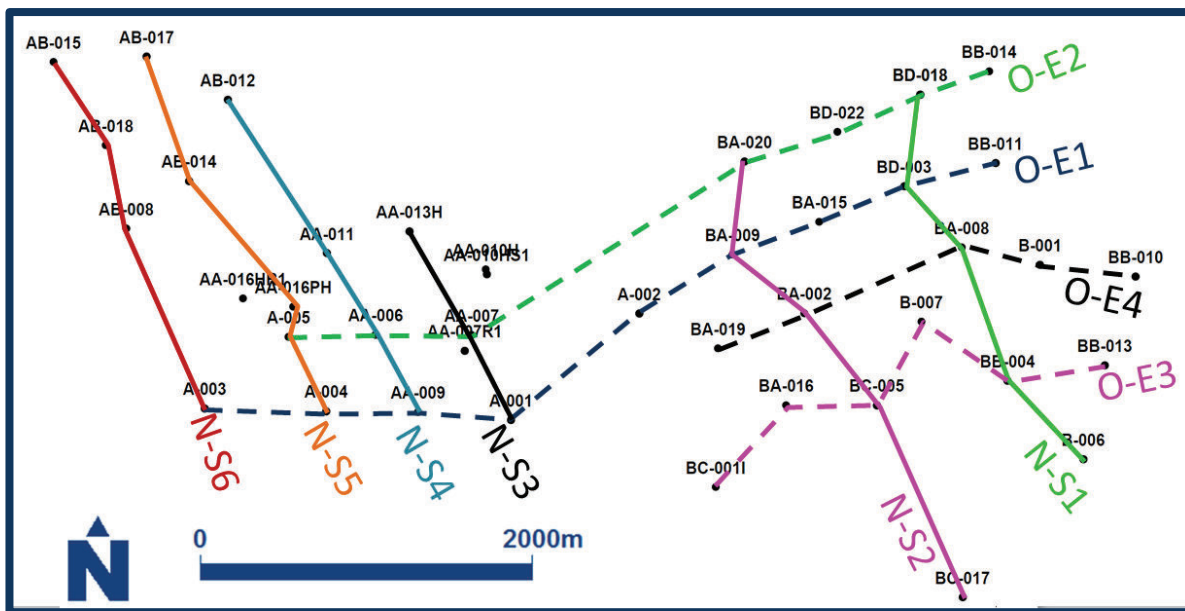 AB-015
AB-017
AB-012
BB-014
O-E2
BD-018
AB-018
BD-022
AB-014
BA-020
BD-003
BB-011
O-E1
AB-008
AA-013H
BA-015
AA-011
AA-010H
AA-010HS1
BA-009
BA-008
B-001
BB-010
AA-016HR1
AA-016PH
A-002
BA-002
B-007
O-E4
A-005
AA-006
AA-007
AA-007R1
BA-019
BB-004
BB-013
O-E3
A-003
A-004
AA-009
A-001
BA-016
BC-005
B-006
N-S6
N-S5
N-S4
N-S3
BC-001I
N-S2
N-S1
N
0
2000m
BC-017